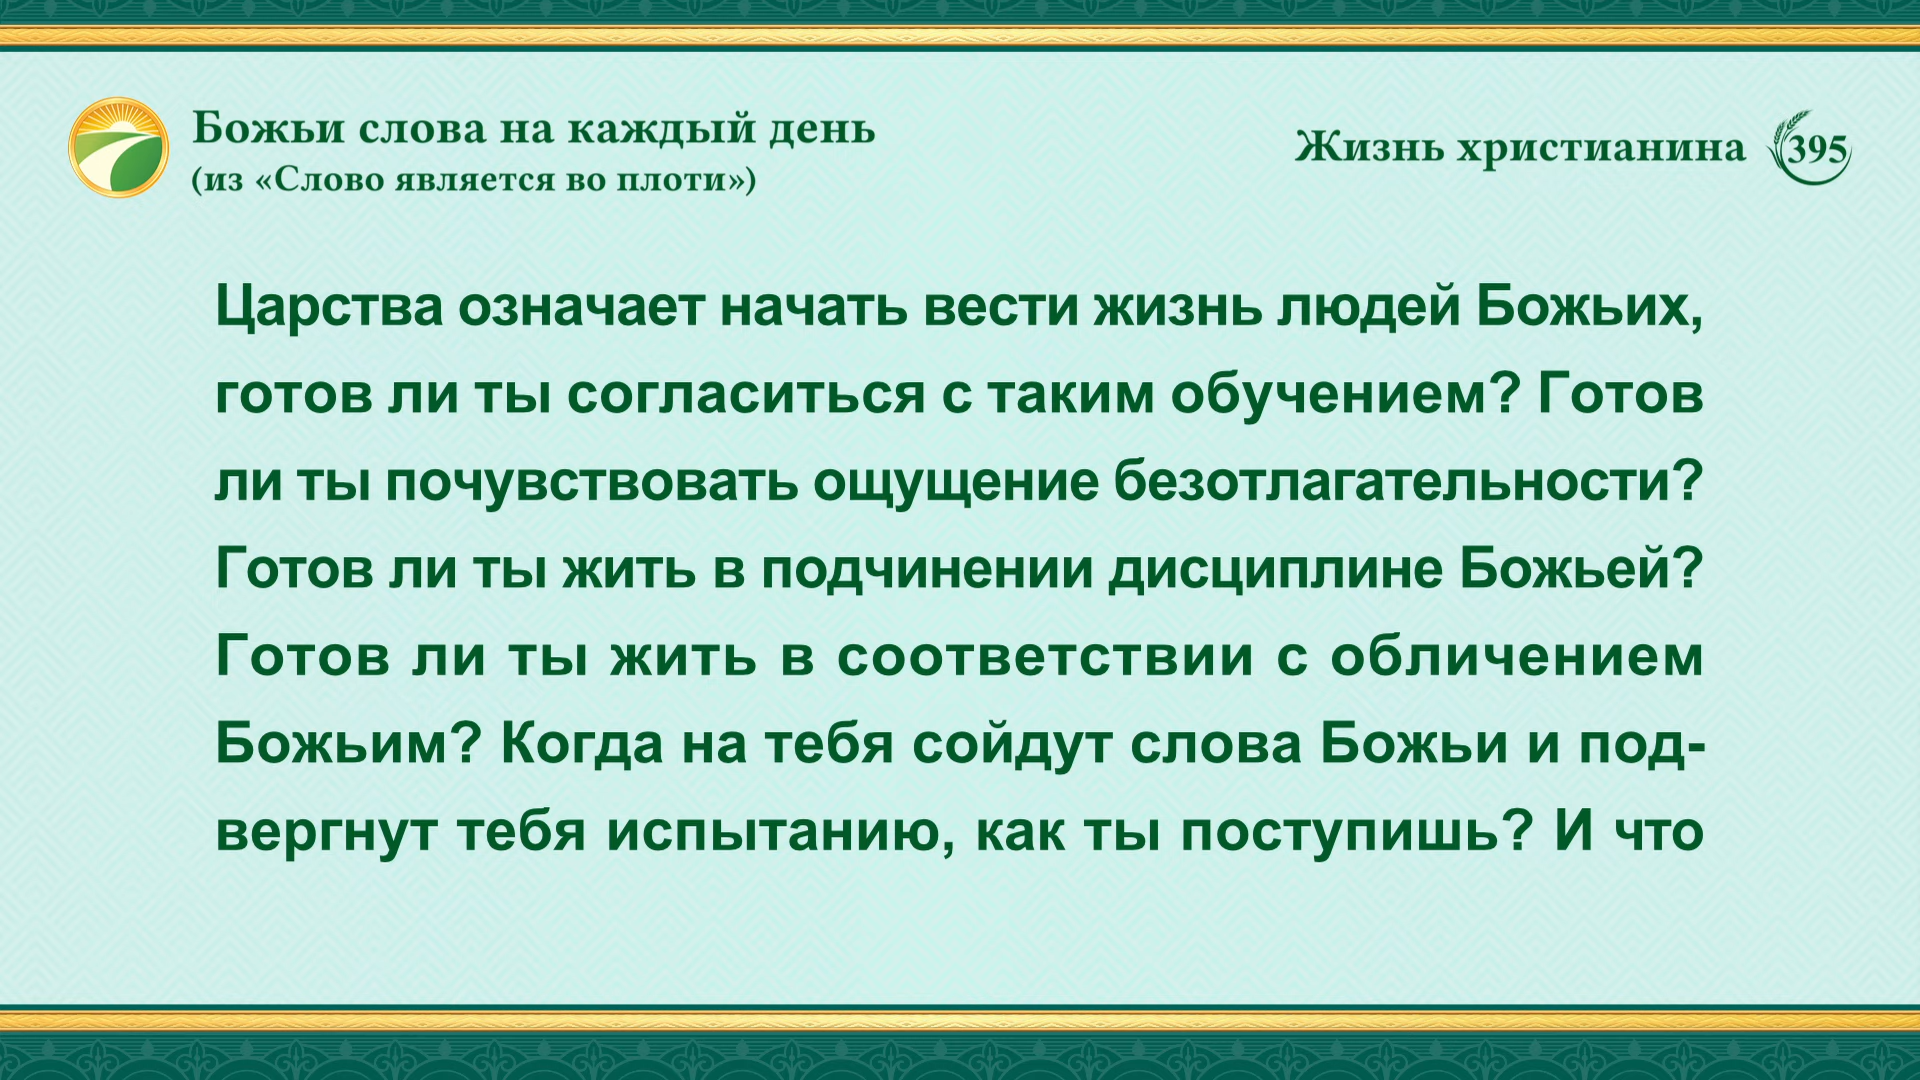 Божьи слова на каждый день
(из «Слово является во плоти»)
Жизнь христианина 395
Царства означает начать вести жизнь людей Божьих,
готов ли ты согласиться с таким обучением? Готов
ли ты почувствовать ощущение безотлагательности?
Готов ли ты жить в подчинении дисциплине Божьей?
Готов ли ты жить в соответствии с обличением
Божьим? Когда на тебя сойдут слова Божьи и под-
вергнут тебя испытанию, как ты поступишь? И что